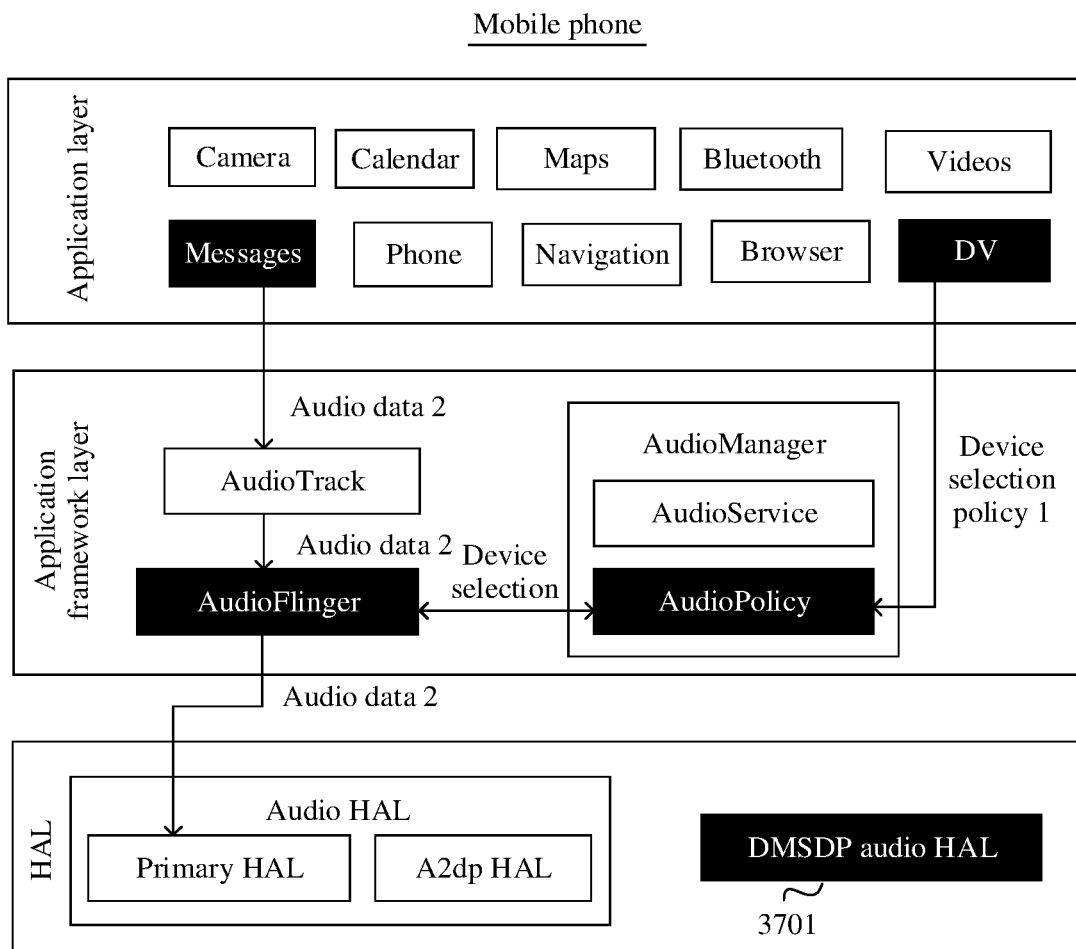 Mobile phone
Application layer
Camera
Calendar
Maps
Bluetooth
Videos
Messages
Phone
Navigation
Browser
DV
Application
framework layer
Audio data 2
AudioTrack
Audio data 2
AudioFlinger
Device
selection
AudioManager
AudioService
AudioPolicy
Device
selection
policy 1
Audio data 2
HAL
Audio HAL
Primary HAL
A2dp HAL
DMSDP audio HAL
3701